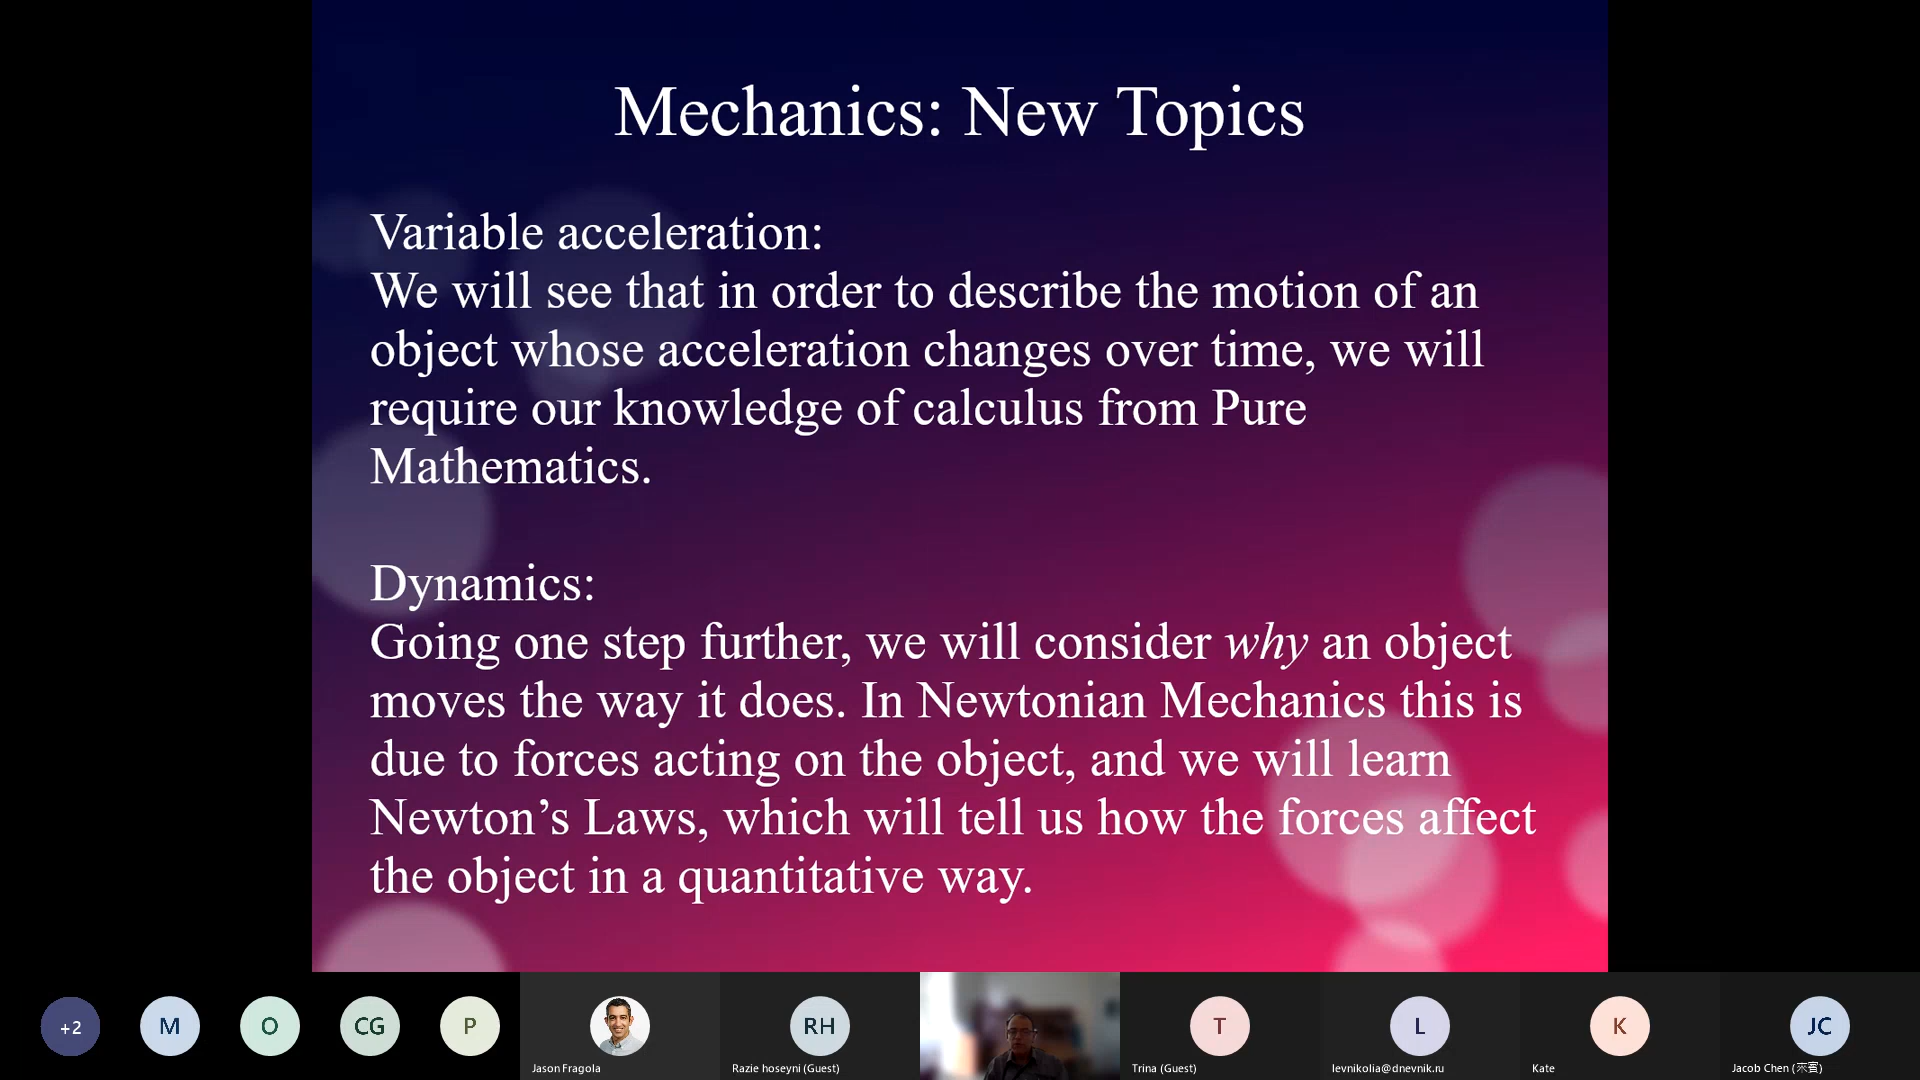 Mechanics: New Topics
Variable acceleration:
We will see that in order to describe the motion of an
object whose acceleration changes over time, we will
require our knowledge of calculus from Pure
Mathematics.
Dynamics:
Going one step further, we will consider why an object
moves the way it does. In Newtonian Mechanics this is
due to forces acting on the object, and we will learn
Newton’s Laws, which will tell us how the forces affect
the object in a quantitative way.
+2
M
O
CG
P
Jason Fragola
RH
Razie hoseyni (Guest)
T
Trina (Guest)
L
levnikolia@dnevnik.ru
K
Kate
JC
Jacob Chen (来宾)